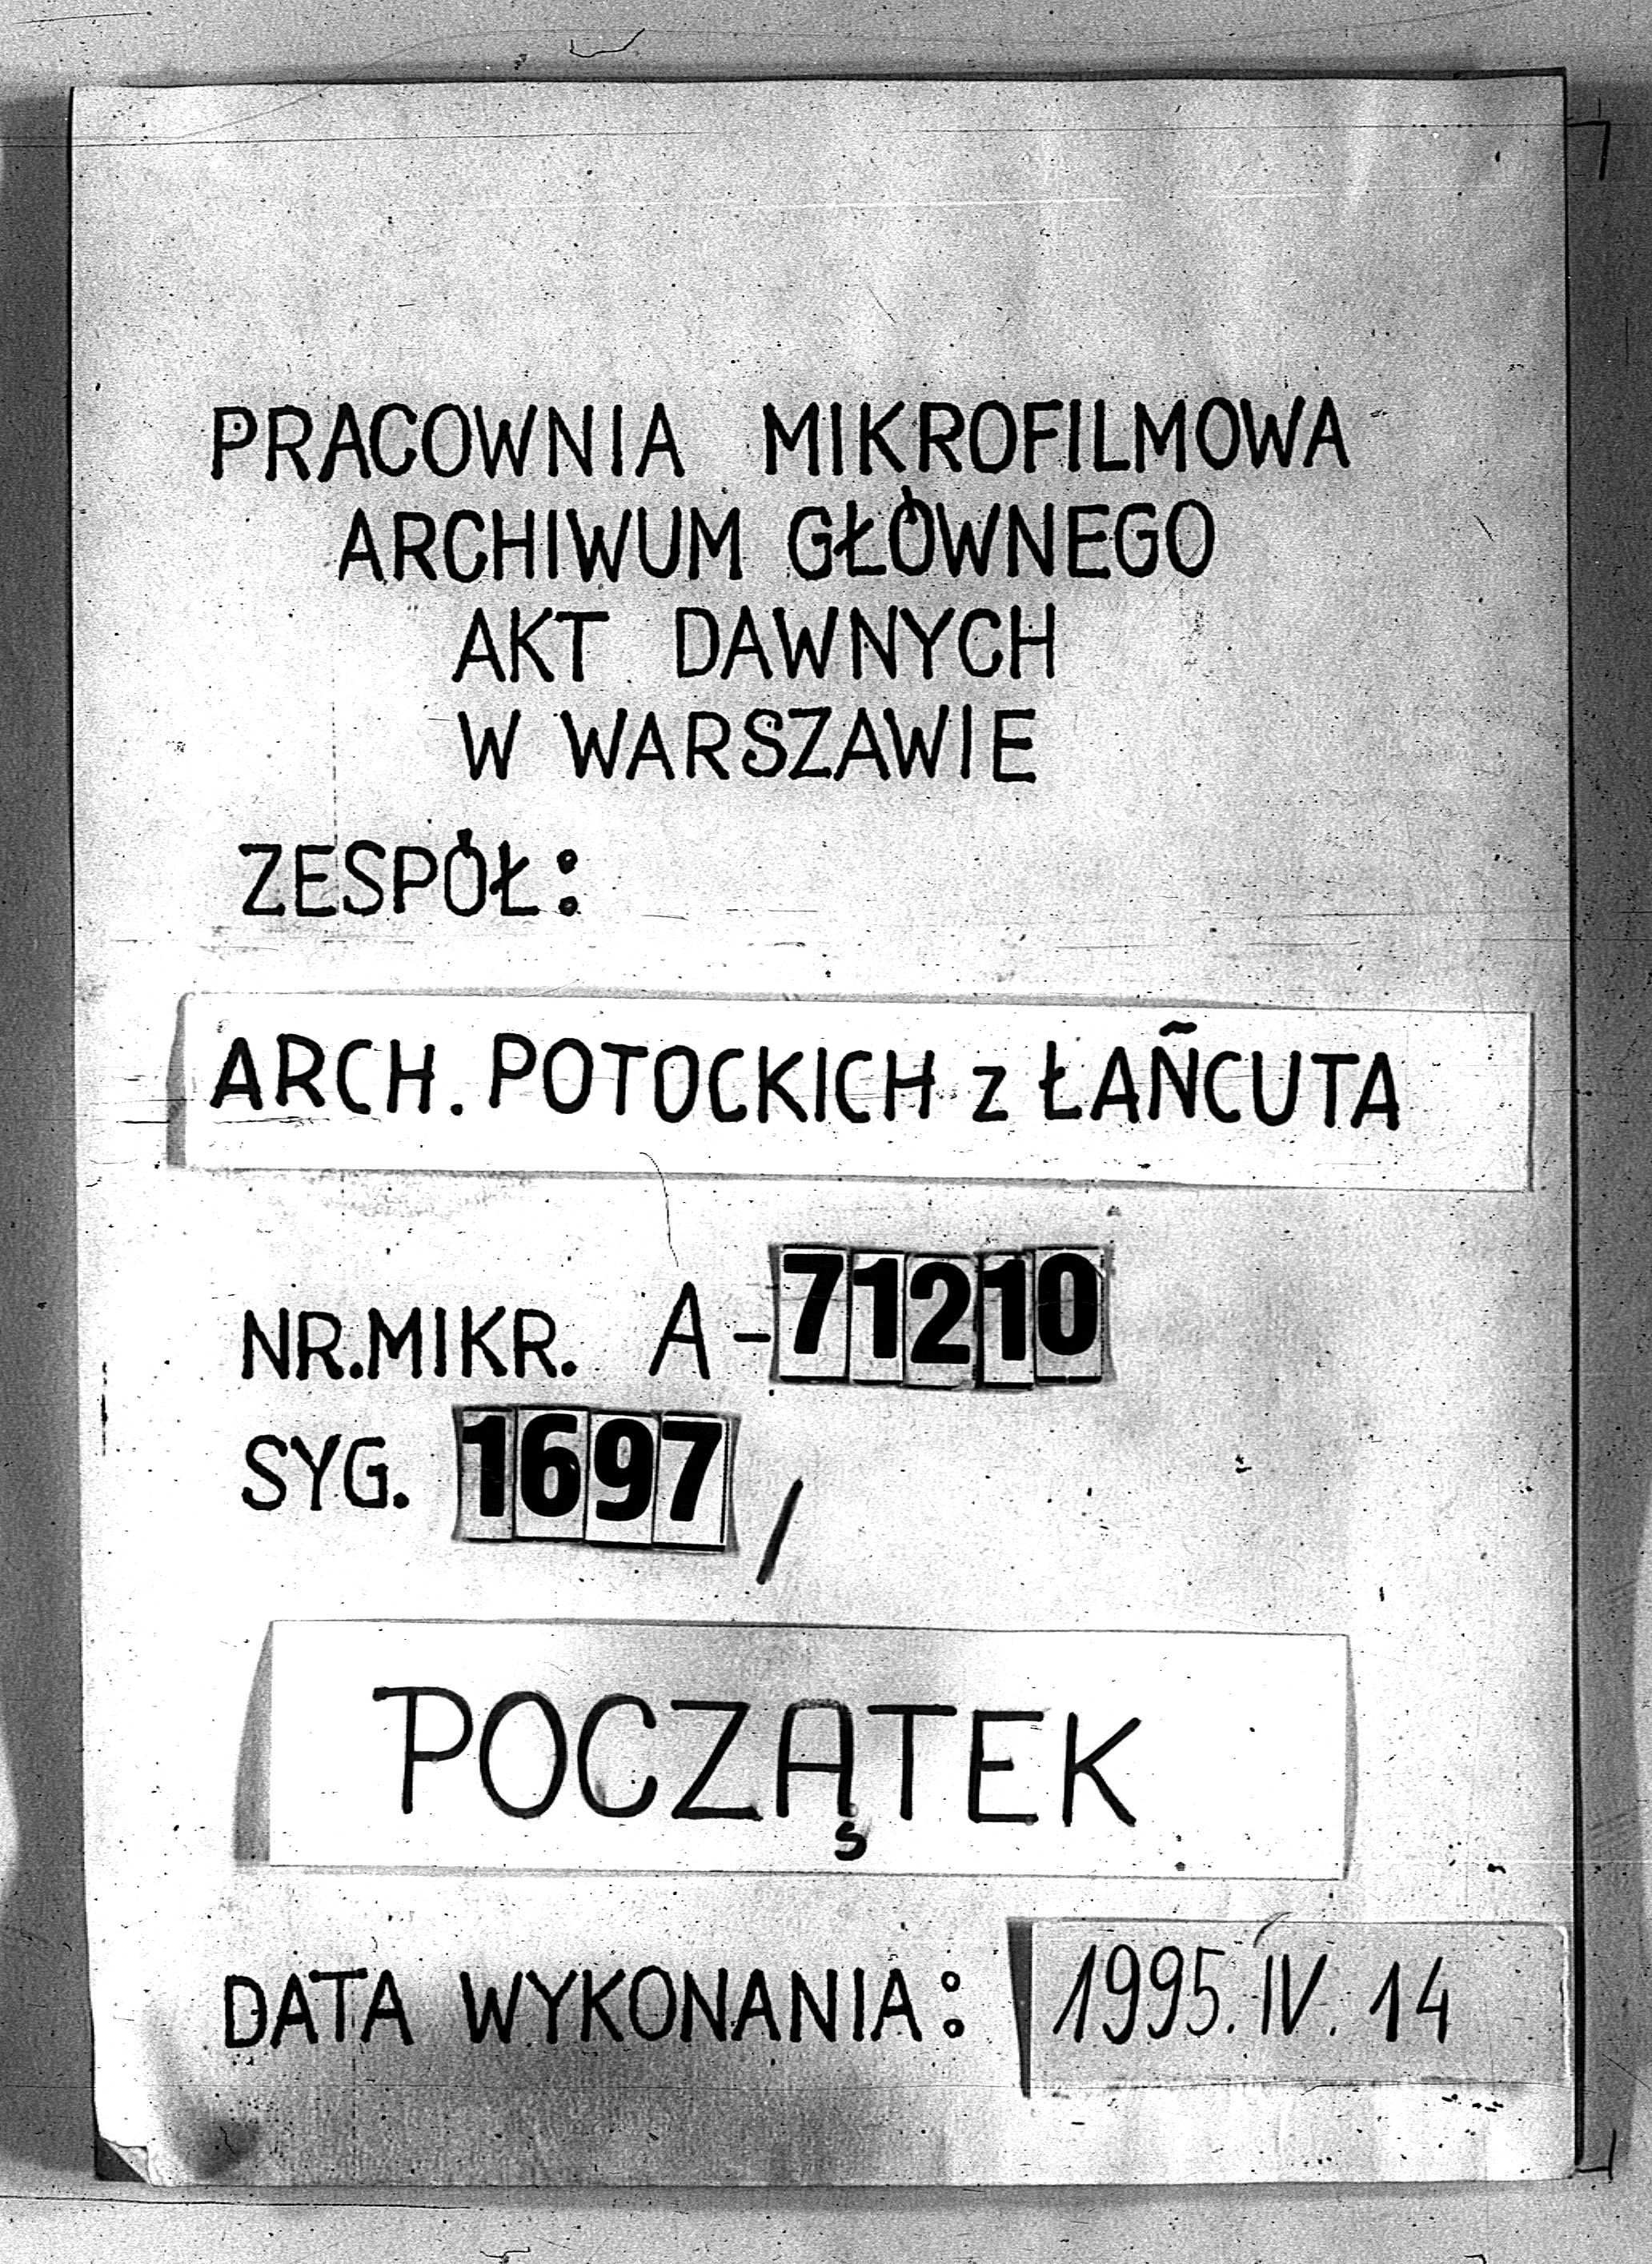 PRACOWNIA MIKROFILMOWA
ARCHIWUM GŁÓWNEGO
AKT DAWNYCH
W WARSZAWIE
ZESPÓŁ:
ARCH. POTOCKICH z ŁAŃCUTA
NR.MIKR. A-71210
SYG. 1697/
POCZĄTEK
DATA WYKONANIA: 1995.IV.14